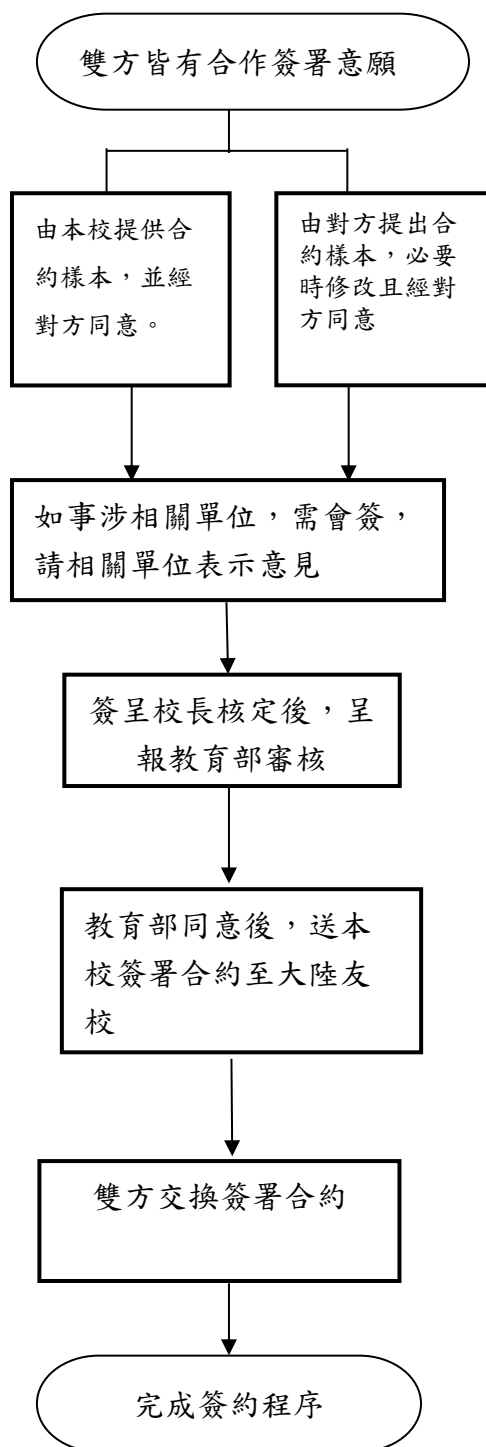 雙方皆有合作簽署意願
由本校提供合
約樣本，並經
對方同意。
由對方提出合
約樣本，必要
時修改且經對
方同意
如事涉相關單位，需會簽，
請相關單位表示意見
簽呈校長核定後，呈
報教育部審核
教育部同意後，送本
校簽署合約至大陸友
校
雙方交換簽署合約
完成簽約程序